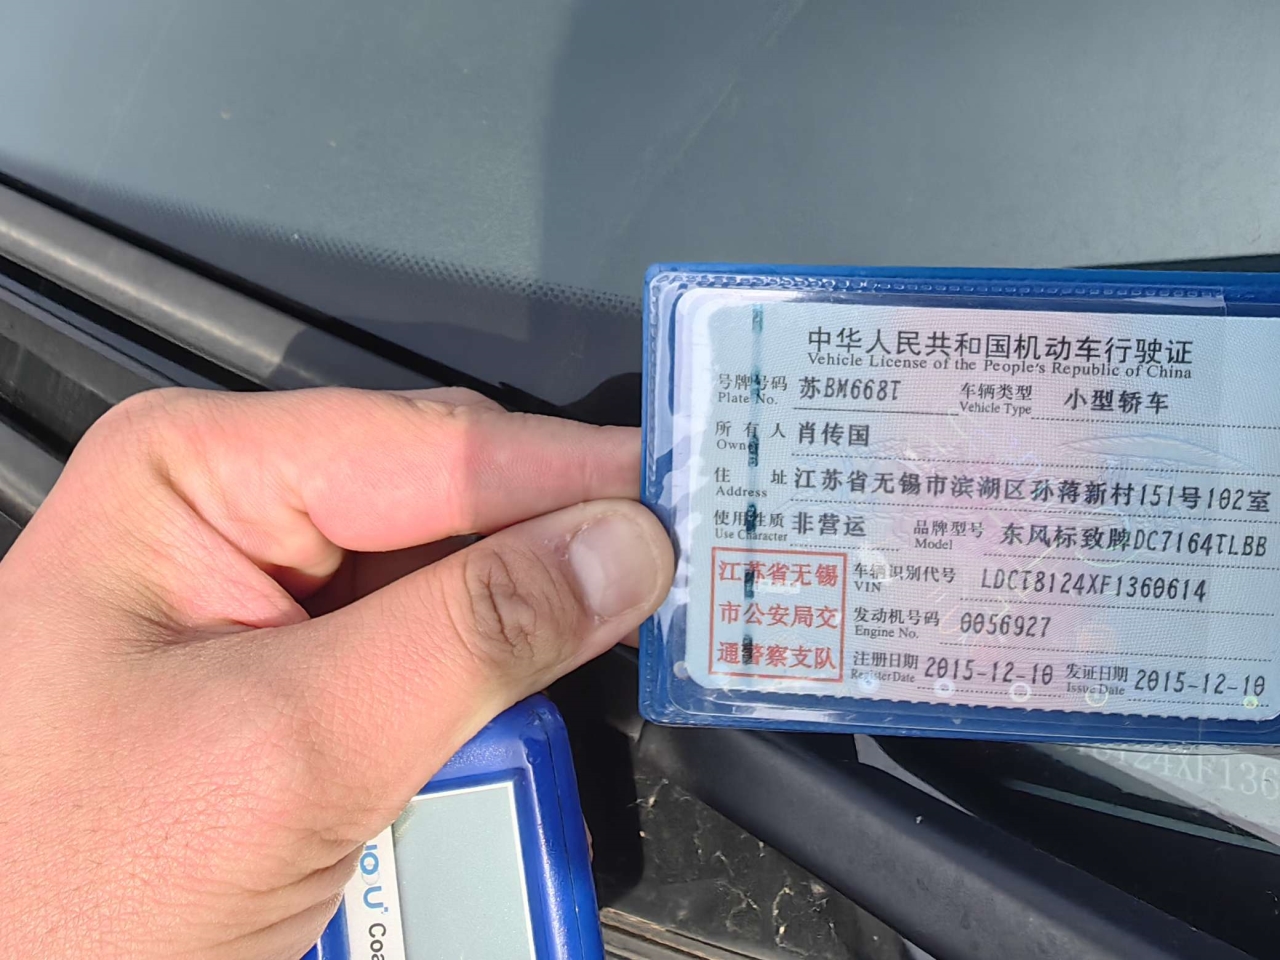 中华人民共和国机动车行驶证
Vehicle License of the People's Republic of China
号牌号码 苏BM668T 车辆类型 小型轿车
Plate No. Vehicle Type
所有人 肖传国
Owner
住址 江苏省无锡市滨湖区孙蒋新村151号102室
Address
使用性质 非营运 品牌型号 东风标致牌DC7164TLBB
Use Character Model
江苏省无锡
市公安局交
通警察支队
车辆识别代号 LDCT8124XF1360614
VIN
发动机号码 0056927
Engine No.
注册日期 2015-12-10 发证日期 2015-12-10
Register Date Issue Date
8124XF136
Coa